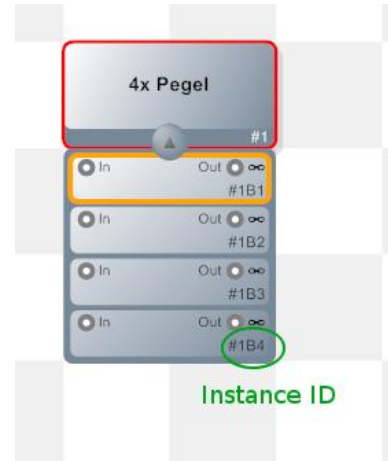 4x Pegel
#1
In Out
#1B1
In Out
#1B2
In Out
#1B3
In Out
#1B4
Instance ID